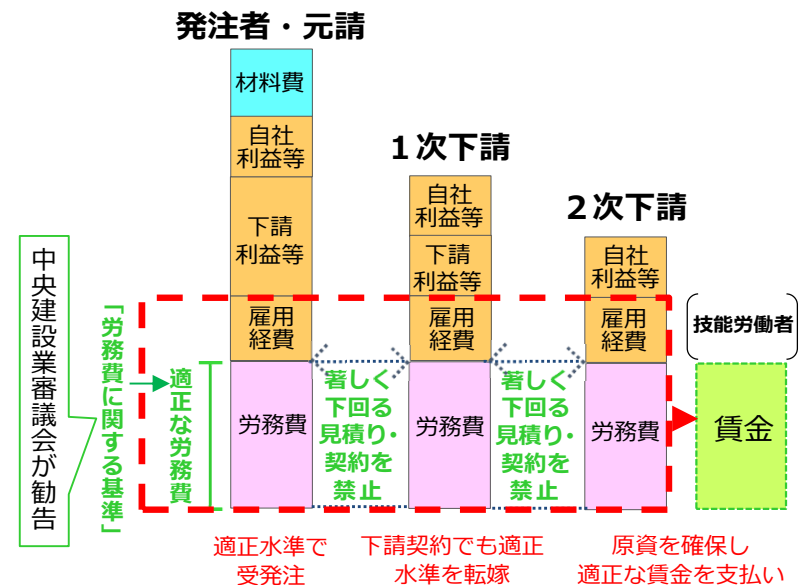 発注者・元請
材料費
自社
利益等
下請
利益等
雇用
経費
労務費
１次下請
自社
利益等
下請
利益等
雇用
経費
労務費
２次下請
自社
利益等
雇用
経費
労務費
中央建設業審議会が勧告
「労務費に関する基準」
適正な労務費
著しく
下回る
見積り・
契約を
禁止
著しく
下回る
見積り・
契約を
禁止
技能労働者
賃金
適正水準で
受発注
下請契約でも適正
水準を転嫁
原資を確保し
適正な賃金を支払い